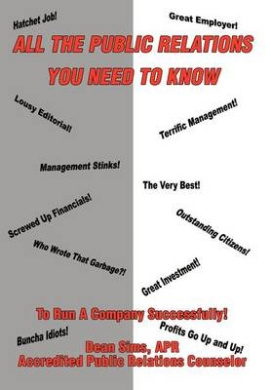 Hatchet Job!
Great Employer!
ALL THE PUBLIC RELATIONS
YOU NEED TO KNOW
Lousy Editorial!
Terrific Management!
Management Stinks!
The Very Best!
Screwed Up Financials!
Outstanding Citizens!
Who Wrote That Garbage?!
Great Investment!
To Run A Company Successfully!
Buncha Idiots!
Profits Go Up and Up!
Dean Sims, APR
Accredited Public Relations Counselor